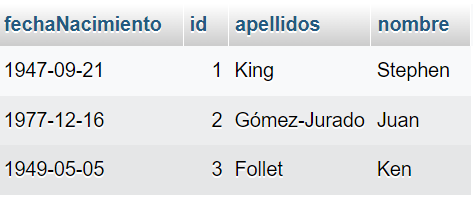 fechaNacimiento id apellidos nombre
1947-09-21 1 King Stephen
1977-12-16 2 Gómez-Jurado Juan
1949-05-05 3 Follet Ken